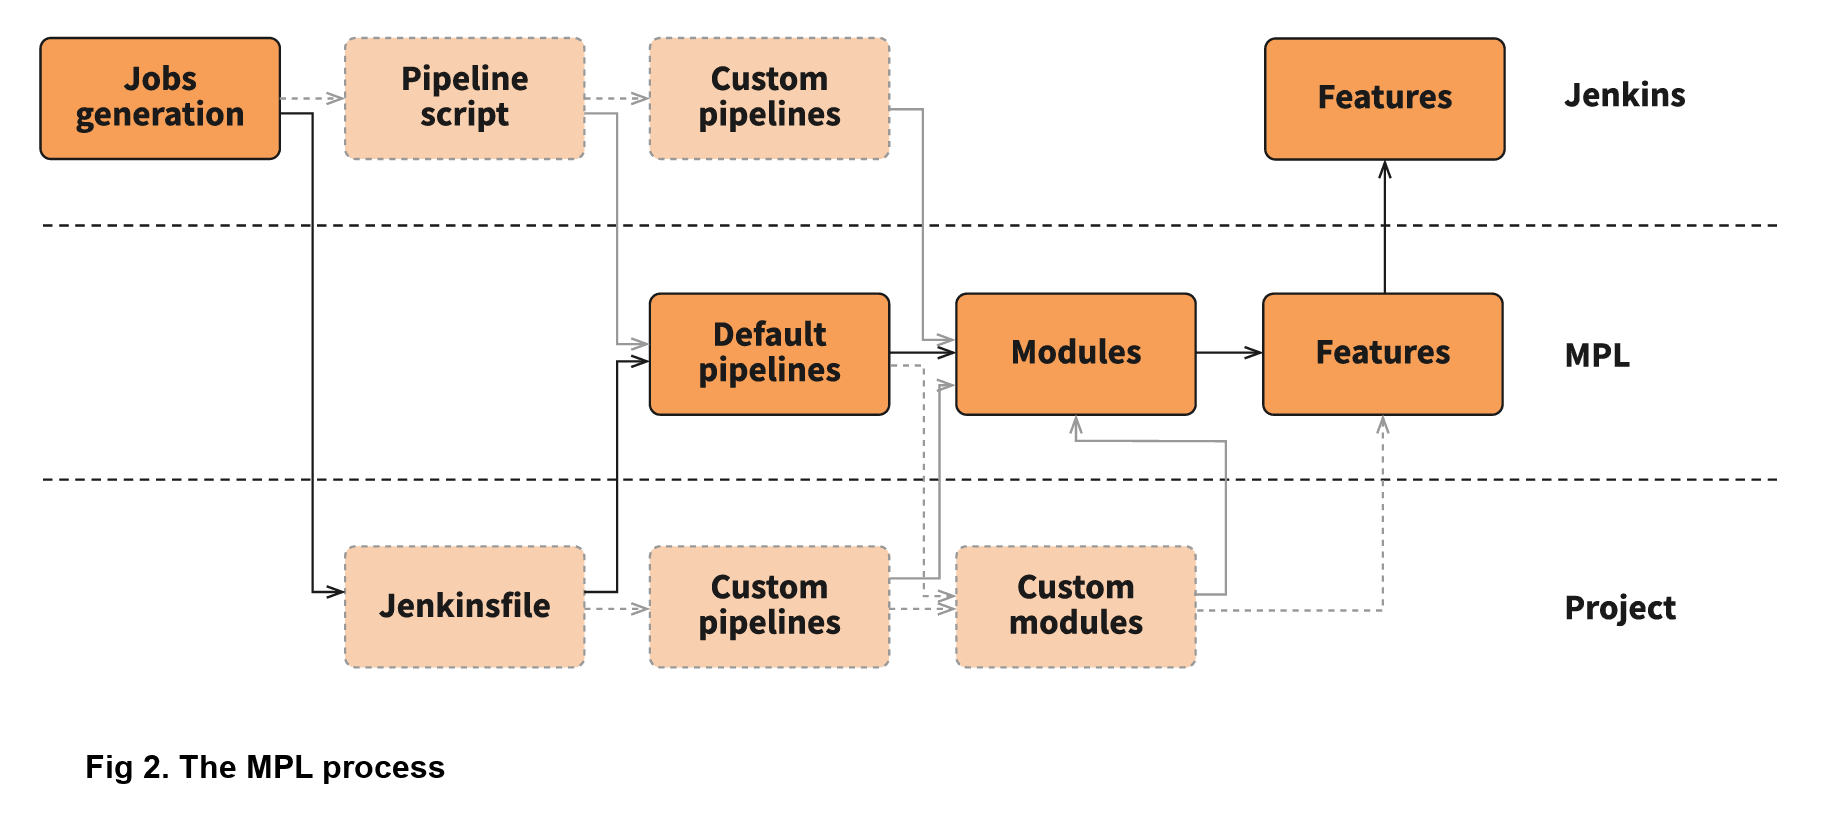 Jobs
generation
Pipeline
script
Custom
pipelines
Features
Jenkins
Default
pipelines
Modules
Features
MPL
Jenkinsfile
Custom
pipelines
Custom
modules
Project
Fig 2. The MPL process